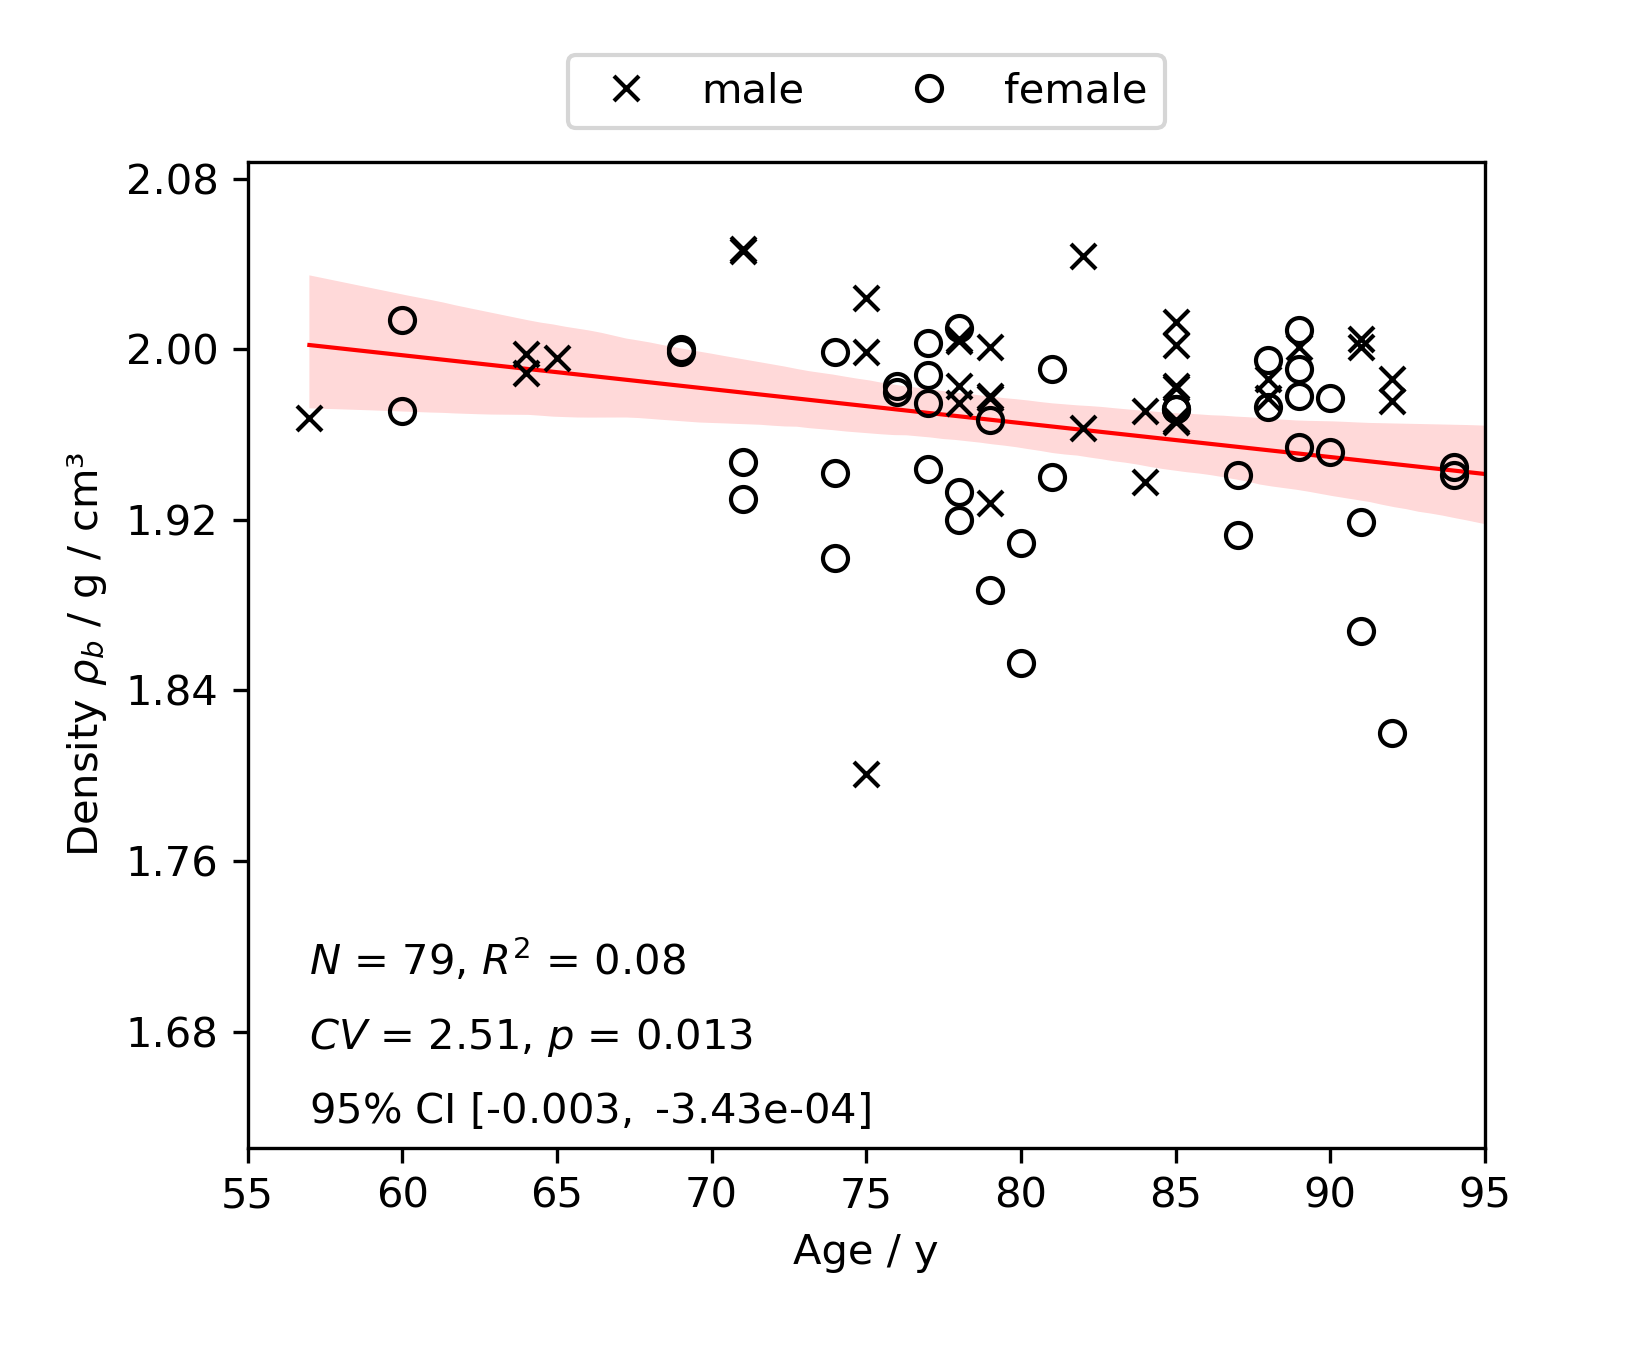 male female
2.08
2.00
1.92
1.84
1.76
1.68
Density ρb / g / cm³
N = 79, R² = 0.08
CV = 2.51, p = 0.013
95% CI [-0.003, -3.43e-04]
55 60 65 70 75 80 85 90 95
Age / y